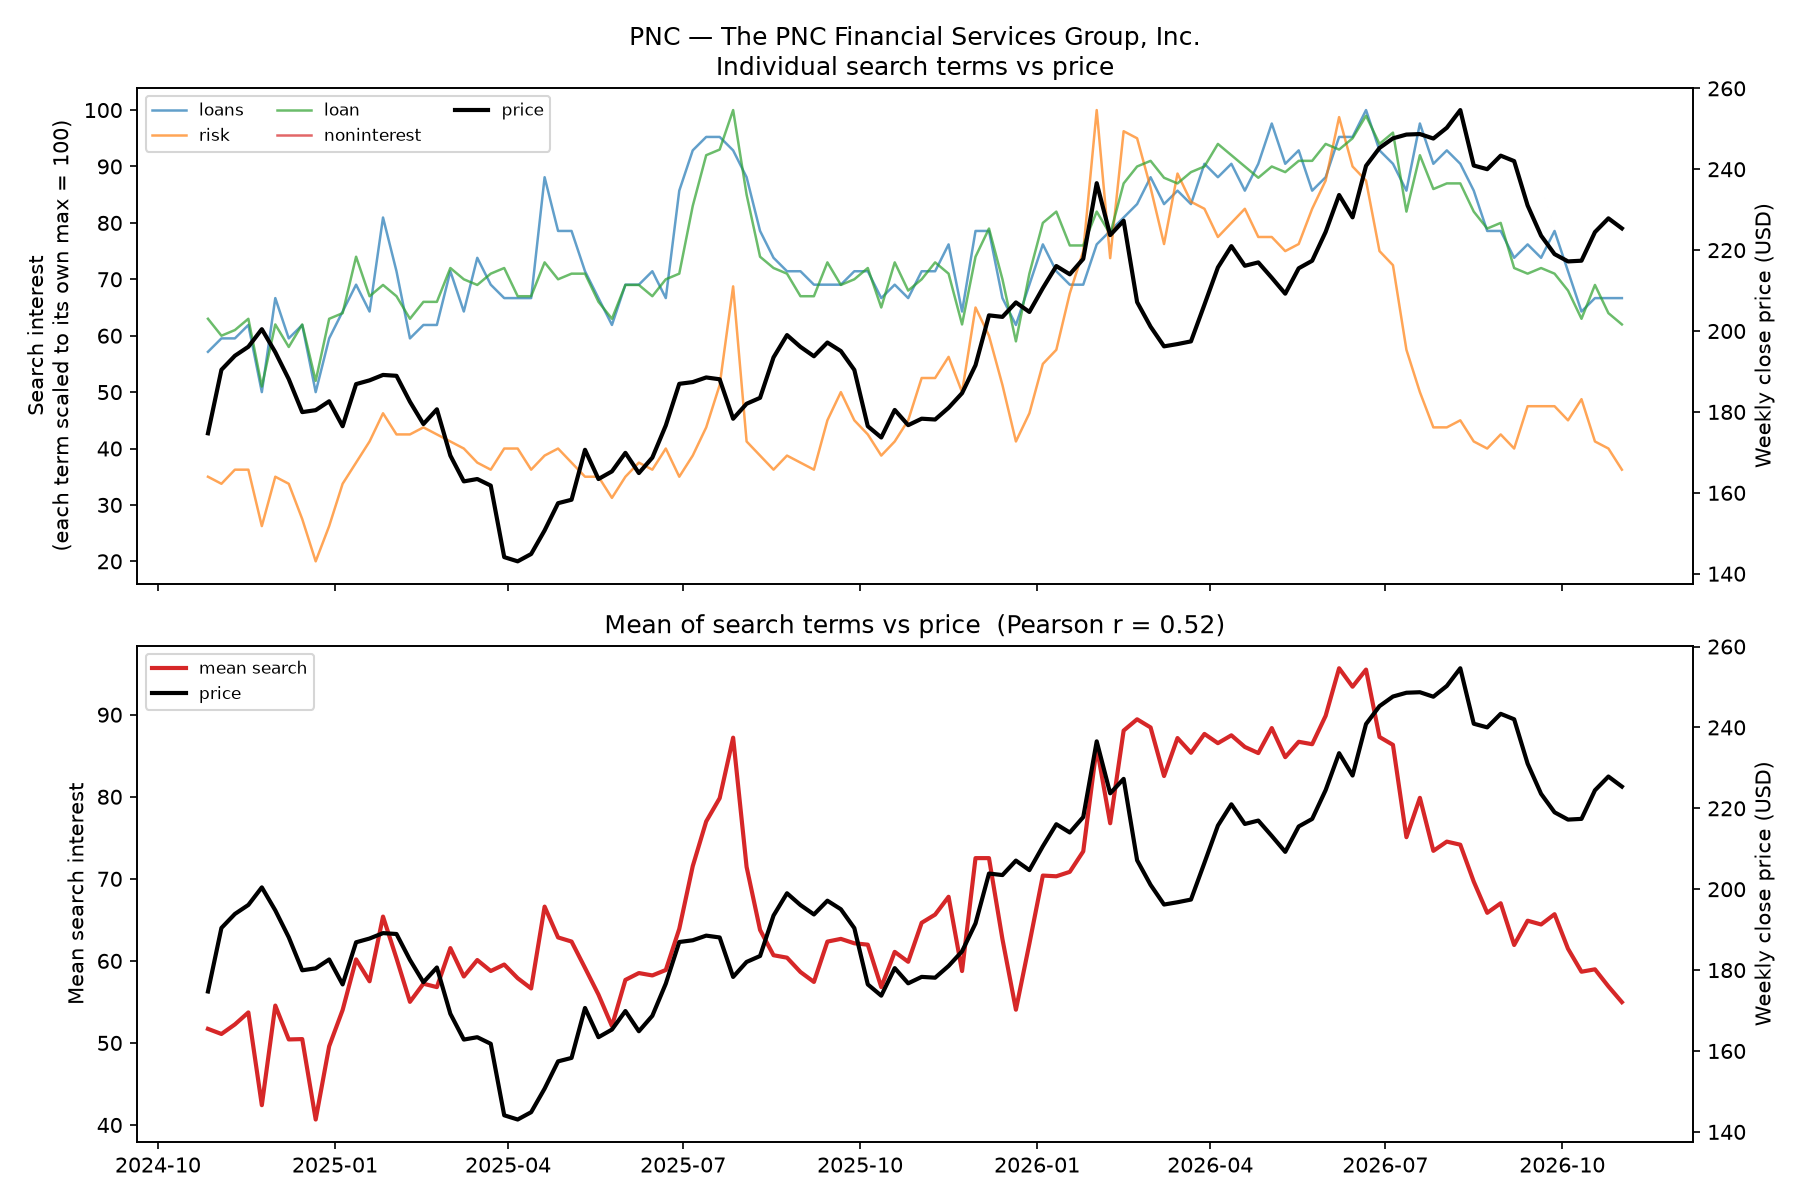 PNC — The PNC Financial Services Group, Inc.
Individual search terms vs price
loans
risk
loan
noninterest
price
Search interest
(each term scaled to its own max = 100)
100
90
80
70
60
50
40
30
20
260
240
220
200
180
160
140
Weekly close price (USD)
Mean of search terms vs price  (Pearson r = 0.52)
mean search
price
Mean search interest
90
80
70
60
50
40
260
240
220
200
180
160
140
Weekly close price (USD)
2024-10
2025-01
2025-04
2025-07
2025-10
2026-01
2026-04
2026-07
2026-10